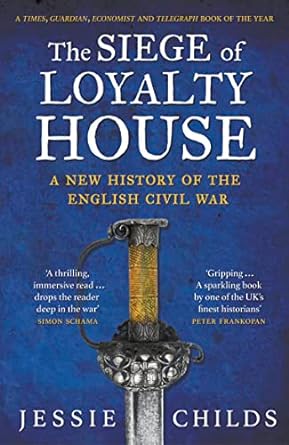 A TIMES, GUARDIAN, ECONOMIST AND TELEGRAPH BOOK OF THE YEAR
The SIEGE of
LOYALTY
HOUSE
A NEW HISTORY OF THE
ENGLISH CIVIL WAR
'A thrilling,
immersive read ...
drops the reader
deep in the war'
SIMON SCHAMA
'Gripping ...
A sparkling book
by one of the UK's
finest historians'
PETER FRANKOPAN
JESSIE CHILDS